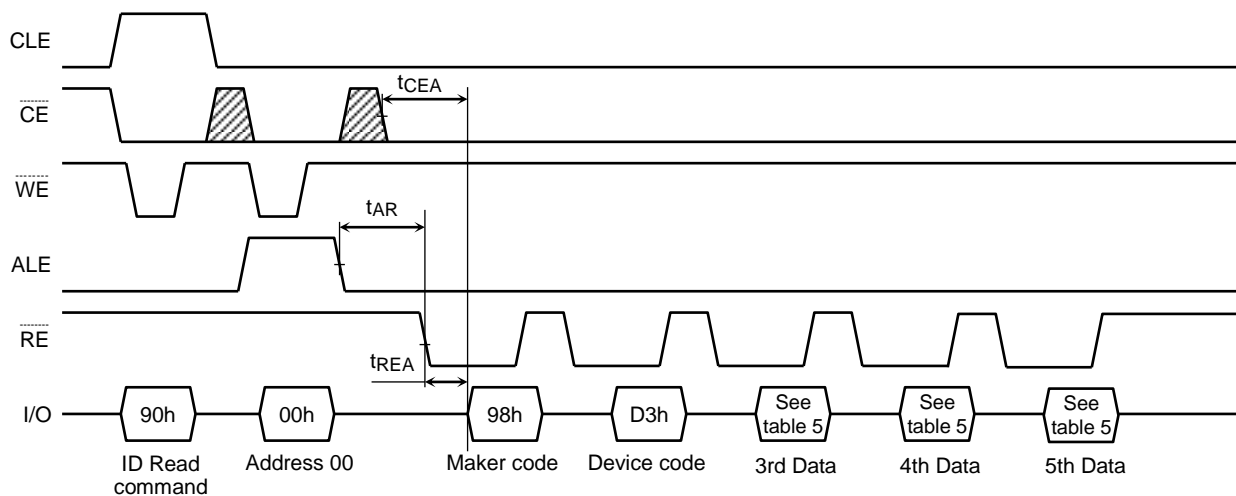 CLE
tCEA
CE
WE
tAR
ALE
RE
tREA
I/O
90h
00h
98h
D3h
See
table 5
See
table 5
See
table 5
ID Read
command
Address 00
Maker code
Device code
3rd Data
4th Data
5th Data